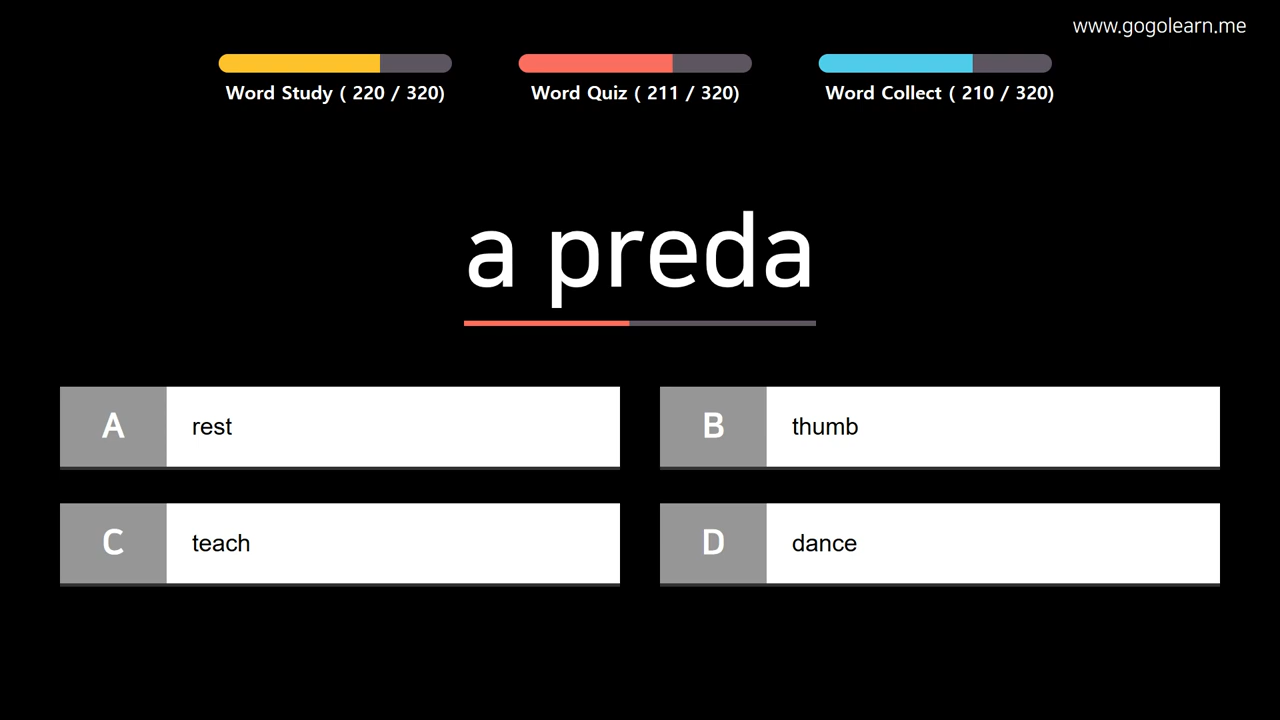 www.gogolearn.me
Word Study ( 220 / 320)
Word Quiz ( 211 / 320)
Word Collect ( 210 / 320)
a preda
A rest
B thumb
C teach
D dance